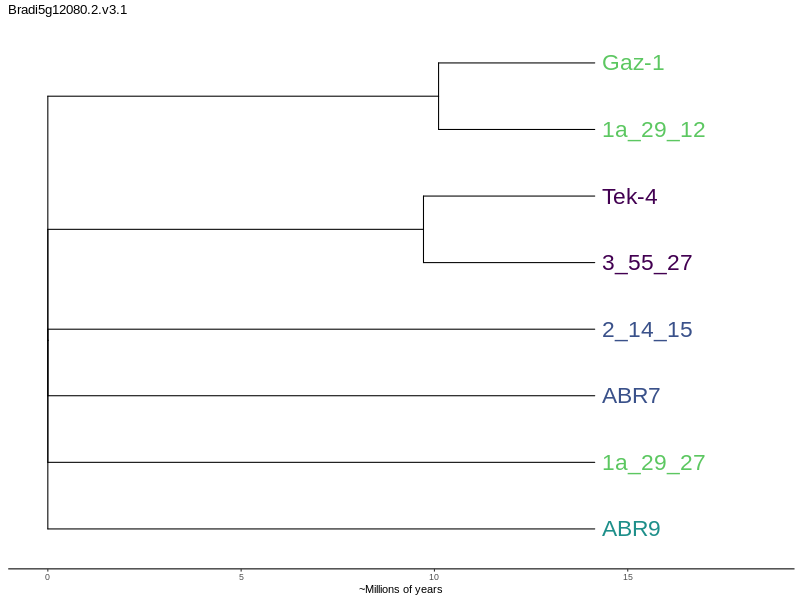 Bradi5g12080.2.v3.1
Gaz-1
1a_29_12
Tek-4
3_55_27
2_14_15
ABR7
1a_29_27
ABR9
0 5 10 15
~Millions of years